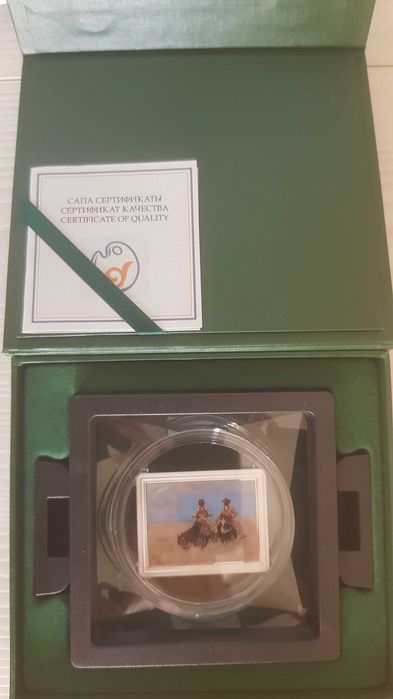 САПА СЕРТИФИКАТЫ
СЕРТИФИКАТ КАЧЕСТВА
CERTIFICATE OF QUALITY